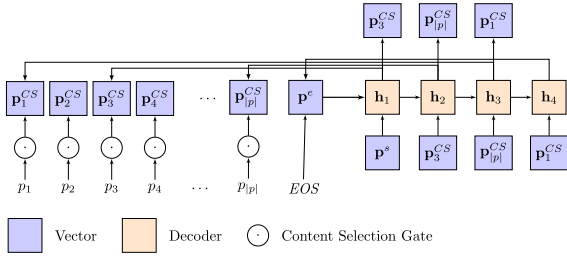 p_3^{CS} p_{|p|}^{CS} p_1^{CS}
p_1^{CS} p_2^{CS} p_3^{CS} p_4^{CS} ... p_{|p|}^{CS} p^e h_1 h_2 h_3 h_4
p^s p_3^{CS} p_{|p|}^{CS} p_1^{CS}
p_1 p_2 p_3 p_4 ... p_{|p|} EOS
Vector Decoder Content Selection Gate